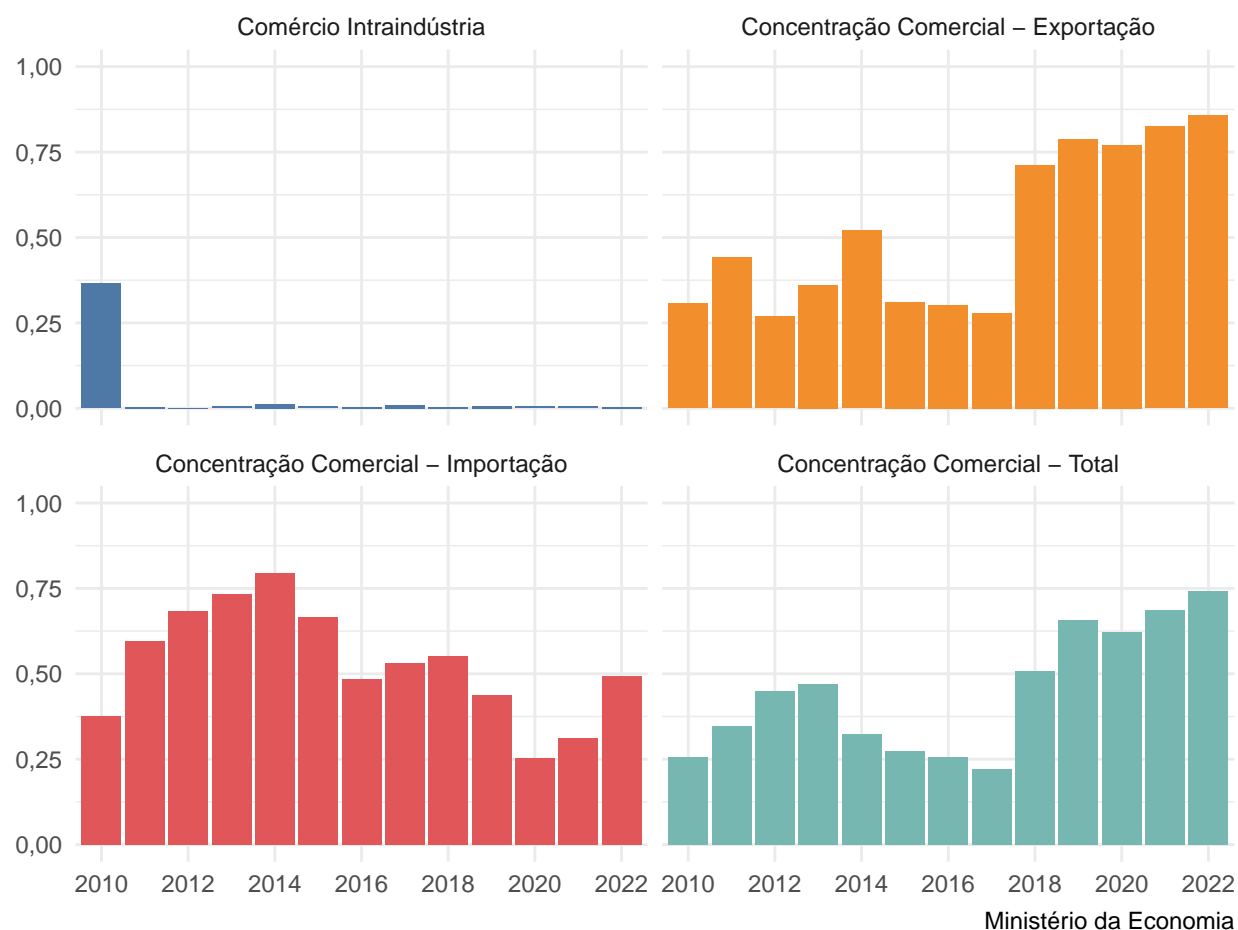 Comércio Intraindústria
Concentração Comercial – Exportação
1,00
0,75
0,50
0,25
0,00
Concentração Comercial – Importação
Concentração Comercial – Total
1,00
0,75
0,50
0,25
0,00
2010 2012 2014 2016 2018 2020 2022
2010 2012 2014 2016 2018 2020 2022
Ministério da Economia